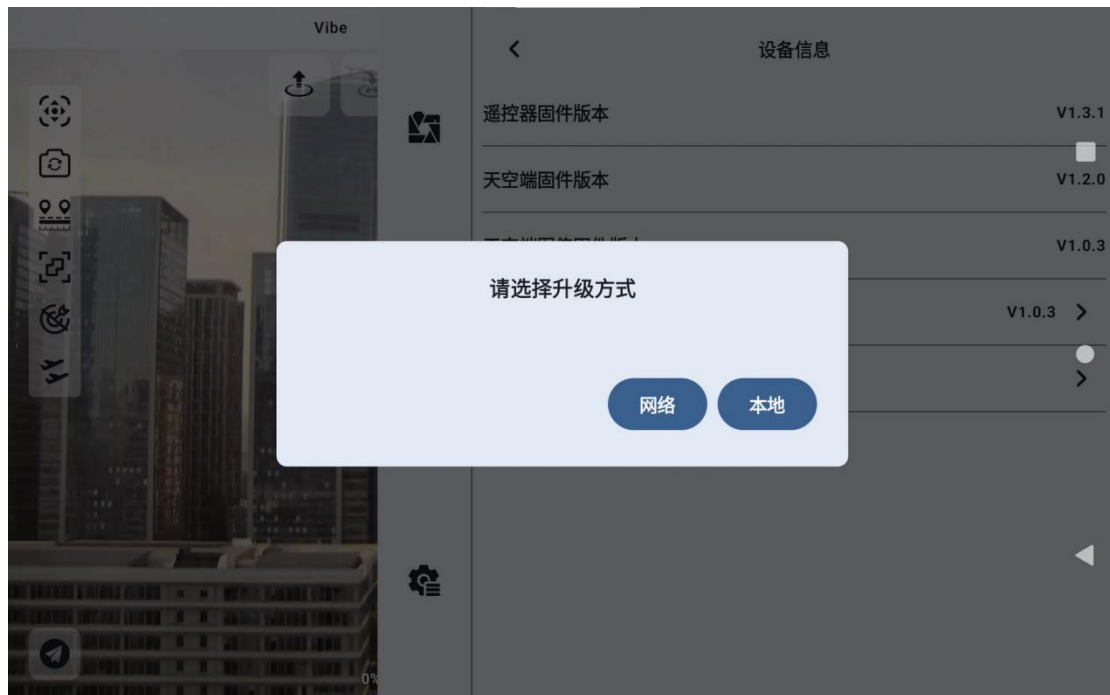 Vibe
设备信息
遥控器固件版本
V1.3.1
天空端固件版本
V1.2.0
V1.0.3
请选择升级方式
V1.0.3
网络
本地
0%